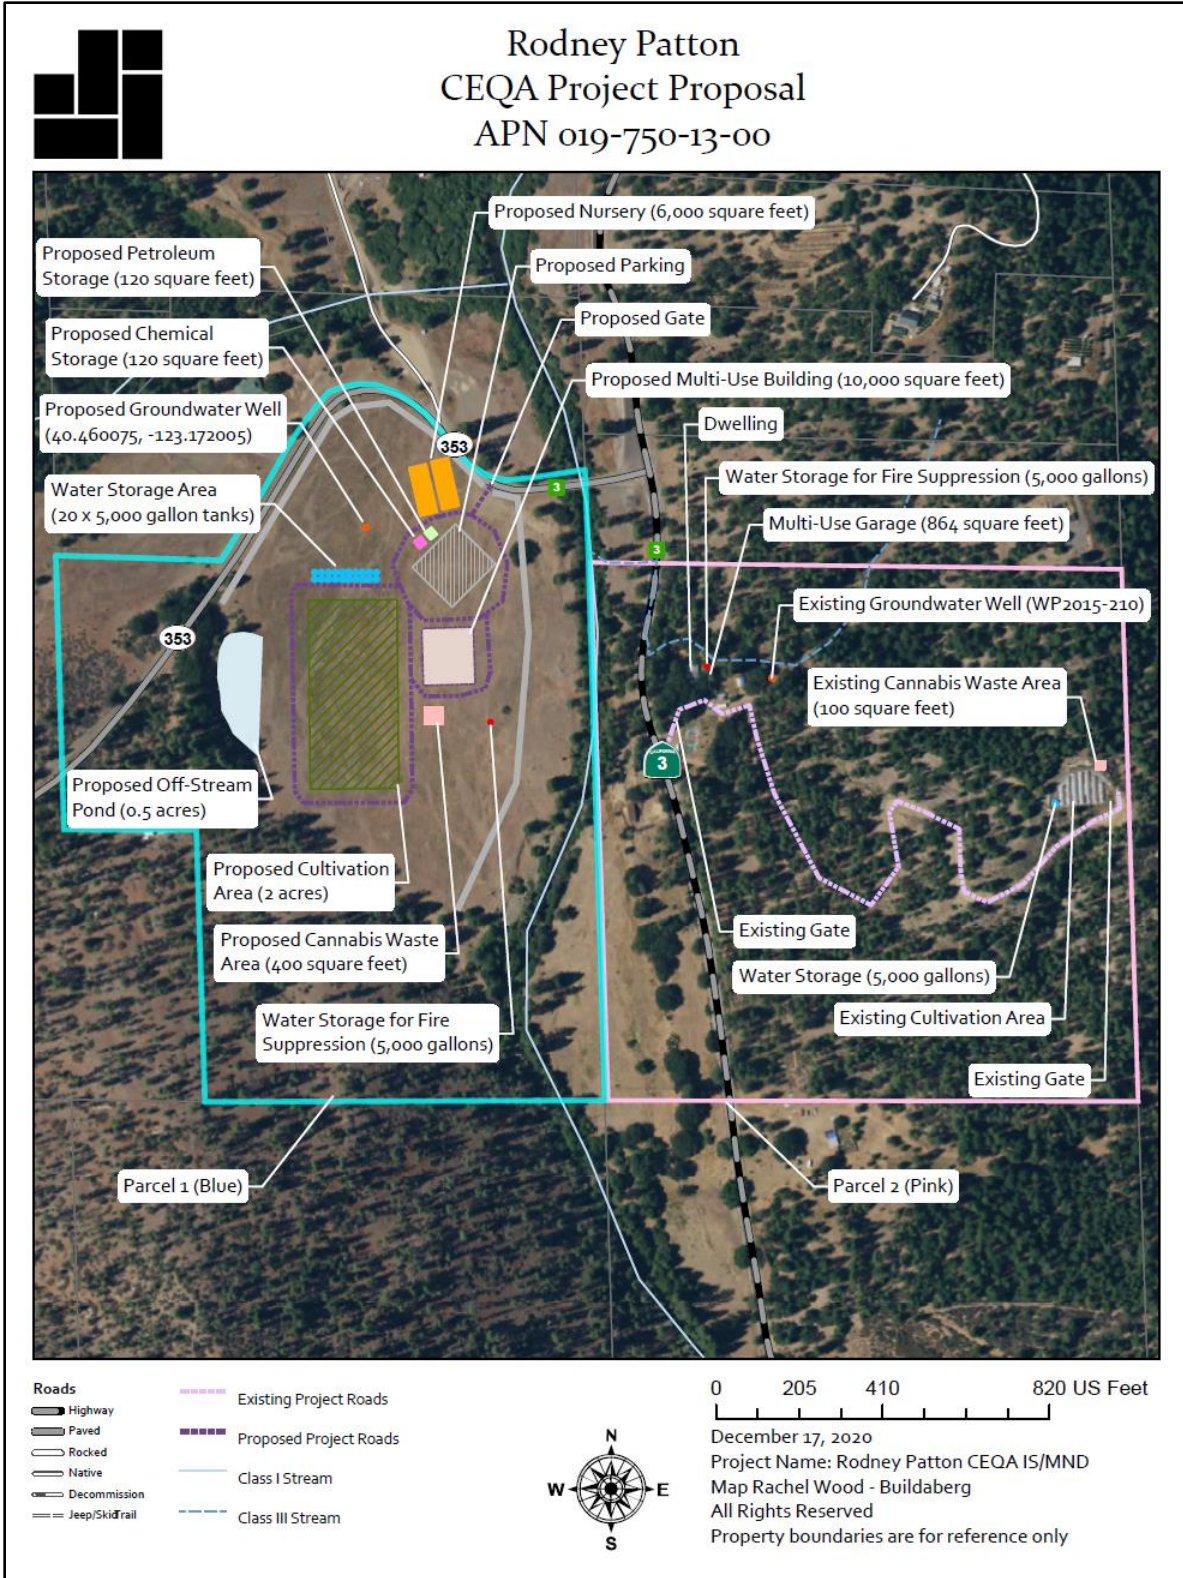 Rodney Patton
CEQA Project Proposal
APN 019-750-13-00
Proposed Nursery (6,000 square feet)
Proposed Petroleum
Storage (120 square feet)
Proposed Parking
Proposed Gate
Proposed Chemical
Storage (120 square feet)
Proposed Multi-Use Building (10,000 square feet)
Proposed Groundwater Well
(40.460075, -123.172005)
Dwelling
353
Water Storage for Fire Suppression (5,000 gallons)
Water Storage Area
(20 x 5,000 gallon tanks)
3
Multi-Use Garage (864 square feet)
3
Existing Groundwater Well (WP2015-210)
353
Existing Cannabis Waste Area
(100 square feet)
CALIFORNIA
3
Proposed Off-Stream
Pond (0.5 acres)
Proposed Cultivation
Area (2 acres)
Proposed Cannabis Waste
Area (400 square feet)
Existing Gate
Water Storage (5,000 gallons)
Water Storage for Fire
Suppression (5,000 gallons)
Existing Cultivation Area
Existing Gate
Parcel 1 (Blue)
Parcel 2 (Pink)
Roads
Highway
Paved
Rocked
Native
Decommission
Jeep/SkidTrail
Existing Project Roads
Proposed Project Roads
Class I Stream
Class III Stream
N
W E
S
0 205 410 820 US Feet
December 17, 2020
Project Name: Rodney Patton CEQA IS/MND
Map Rachel Wood - Buildaberg
All Rights Reserved
Property boundaries are for reference only